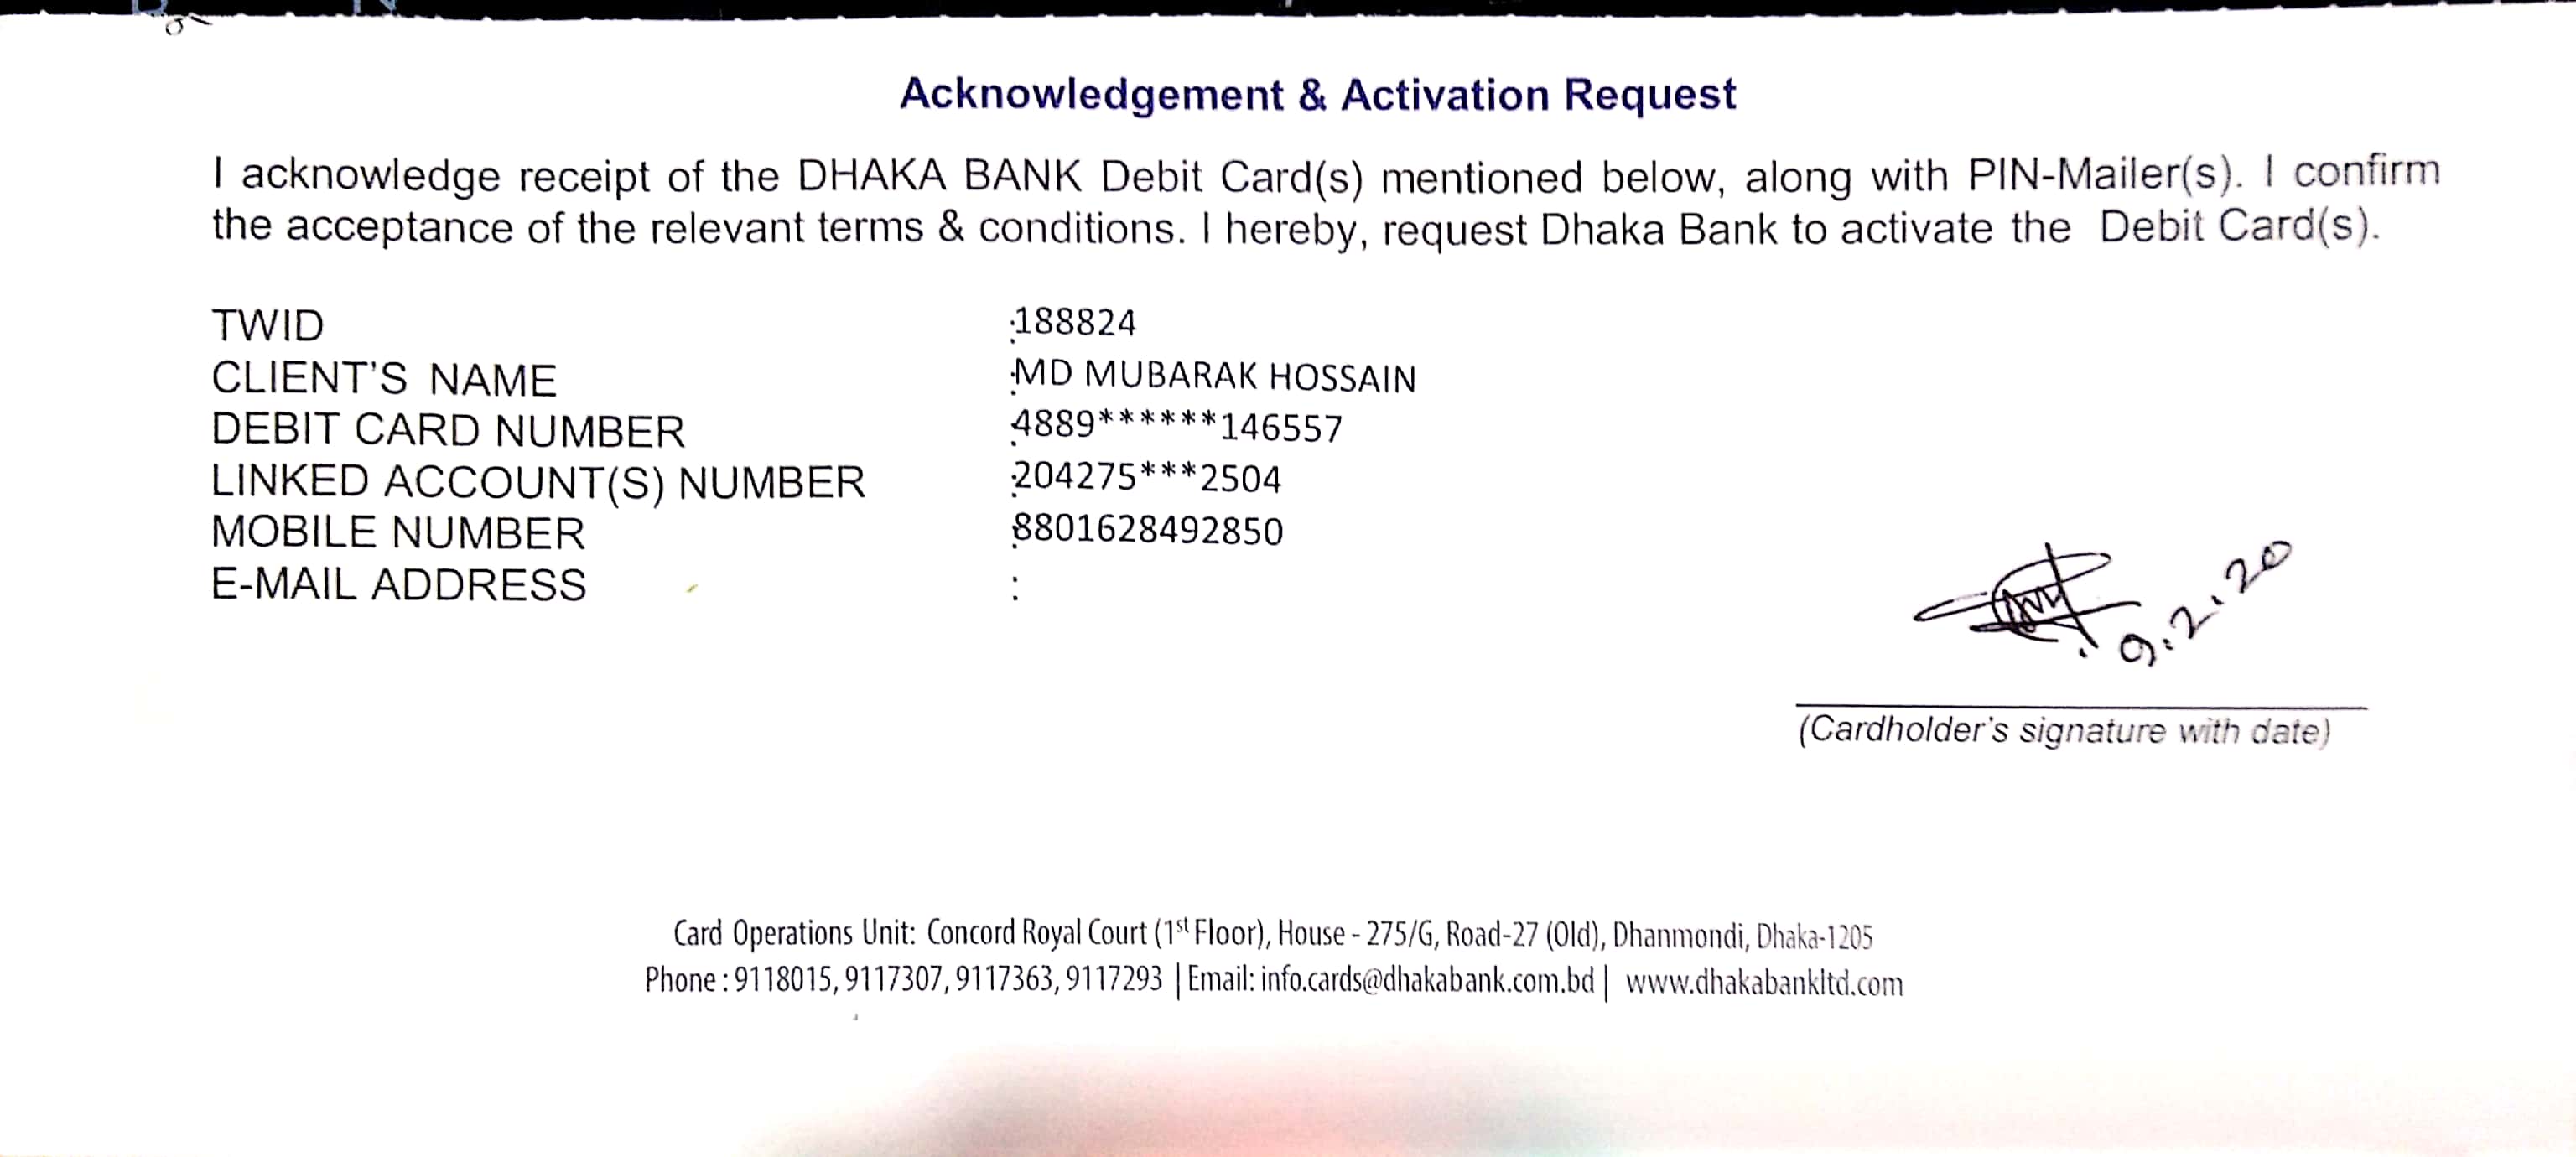 Acknowledgement & Activation Request
I acknowledge receipt of the DHAKA BANK Debit Card(s) mentioned below, along with PIN-Mailer(s). I confirm
the acceptance of the relevant terms & conditions. I hereby, request Dhaka Bank to activate the Debit Card(s).
TWID :188824
CLIENT'S NAME :MD MUBARAK HOSSAIN
DEBIT CARD NUMBER :4889******146557
LINKED ACCOUNT(S) NUMBER :204275***2504
MOBILE NUMBER :8801628492850
E-MAIL ADDRESS :
9.2.20
(Cardholder's signature with date)
Card Operations Unit: Concord Royal Court (1st Floor), House - 275/G, Road-27 (Old), Dhanmondi, Dhaka-1205
Phone : 9118015, 9117307, 9117363, 9117293 | Email: info.cards@dhakabank.com.bd | www.dhakabankltd.com